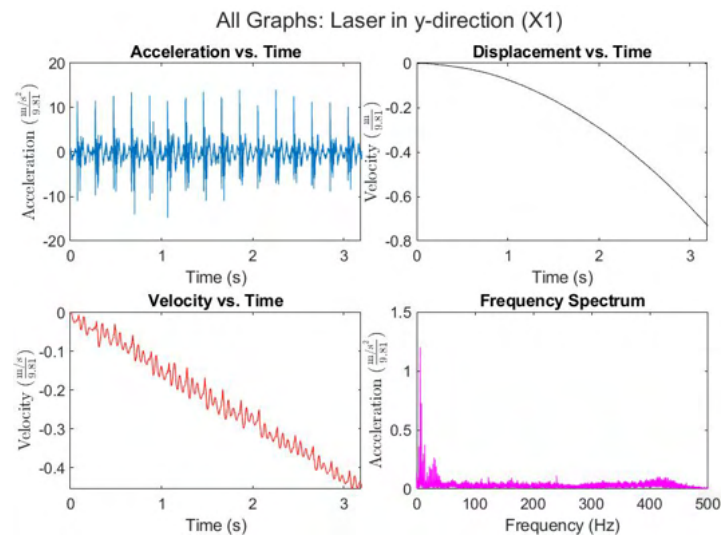 All Graphs: Laser in y-direction (X1)
Acceleration vs. Time
Acceleration (m/s²/9.81)
20
10
0
-10
-20
0
1
2
3
Time (s)
Displacement vs. Time
Velocity (m/9.81)
0
-0.2
-0.4
-0.6
-0.8
0
1
2
3
Time (s)
Velocity vs. Time
Velocity (m/s/9.81)
0
-0.1
-0.2
-0.3
-0.4
0
1
2
3
Time (s)
Frequency Spectrum
Acceleration (m/s²/9.81)
1.5
1
0.5
0
0
100
200
300
400
500
Frequency (Hz)